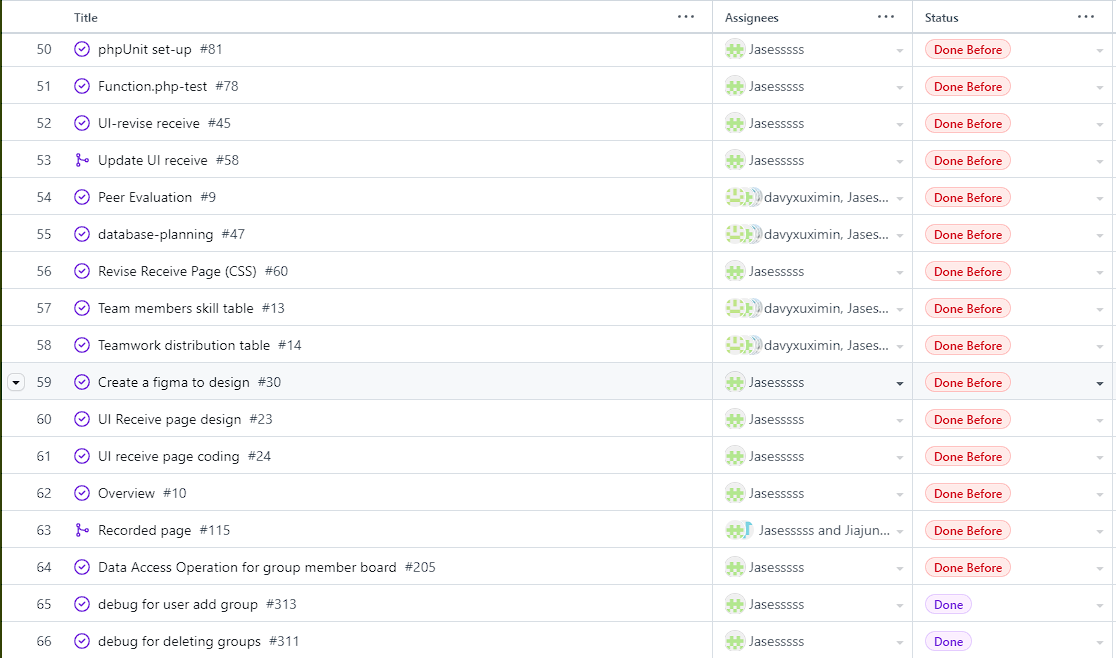 Title ... Assignees ... Status ...
50 phpUnit set-up #81 Jasesssss Done Before
51 Function.php-test #78 Jasesssss Done Before
52 UI-revise receive #45 Jasesssss Done Before
53 Update UI receive #58 Jasesssss Done Before
54 Peer Evaluation #9 davyxuximin, Jases... Done Before
55 database-planning #47 davyxuximin, Jases... Done Before
56 Revise Receive Page (CSS) #60 Jasesssss Done Before
57 Team members skill table #13 davyxuximin, Jases... Done Before
58 Teamwork distribution table #14 davyxuximin, Jases... Done Before
59 Create a figma to design #30 Jasesssss Done Before
60 UI Receive page design #23 Jasesssss Done Before
61 UI receive page coding #24 Jasesssss Done Before
62 Overview #10 Jasesssss Done Before
63 Recorded page #115 Jasesssss and Jiajun... Done Before
64 Data Access Operation for group member board #205 Jasesssss Done Before
65 debug for user add group #313 Jasesssss Done
66 debug for deleting groups #311 Jasesssss Done